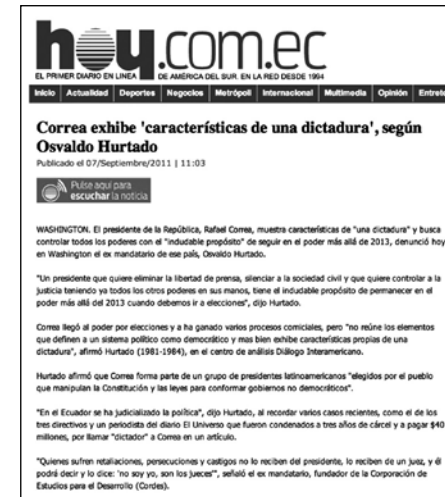 hoy.com.ec
EL PRIMER DIARIO EN LINEA DE AMÉRICA DEL SUR EN LA RED DESDE 1994
Inicio Actualidad Deportes Negocios Metrópoli Internacional Multimedia Opinión Entrete
Correa exhibe 'características de una dictadura', según
Osvaldo Hurtado
Publicado el 07/Septiembre/2011 | 11:03
Pulse aquí para
escuchar la noticia
WASHINGTON. El presidente de la República, Rafael Correa, muestra características de "una dictadura" y busca
controlar todos los poderes con el "indudable propósito" de seguir en el poder más allá de 2013, denunció hoy
en Washington el ex mandatario de ese país, Osvaldo Hurtado.
"Un presidente que quiere eliminar la libertad de prensa, silenciar a la sociedad civil y que quiere controlar a la
justicia teniendo ya todos los otros poderes en sus manos, tiene el indudable propósito de permanecer en el
poder más allá del 2013 cuando debemos ir a elecciones", dijo Hurtado.
Correa llegó al poder por elecciones y a ha ganado varios procesos comiciales, pero "no reúne los elementos
que definen a un sistema político como democrático y mas bien exhibe características propias de una
dictadura", afirmó Hurtado (1981-1984), en el centro de análisis Diálogo Interamericano.
Hurtado afirmó que Correa forma parte de un grupo de presidentes latinoamericanos "elegidos por el pueblo
que manipulan la Constitución y las leyes para conformar gobiernos no democráticos".
"En el Ecuador se ha judicializado la política", dijo Hurtado, al recordar varios casos recientes, como el de los
tres directivos y un periodista del diario El Universo que fueron condenados a tres años de cárcel y a pagar $40
millones, por llamar "dictador" a Correa en un artículo.
"Quienes sufren retaliaciones, persecuciones y castigos no lo reciben del presidente, lo reciben de un juez, y él
podrá decir y lo dice: 'no soy yo, son los jueces'", señaló el ex mandatario, fundador de la Corporación de
Estudios para el Desarrollo (Cordes).